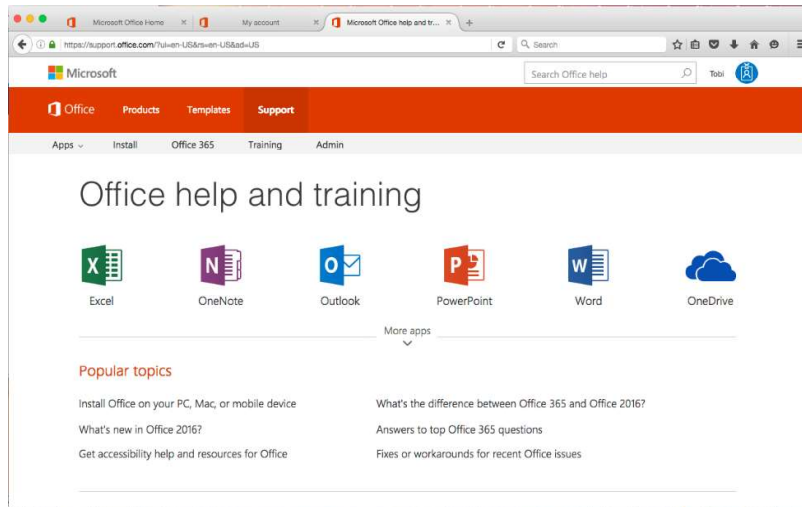 Microsoft Office Home My account Microsoft Office help and tr...
https://support.office.com/?ui=en-US&rs=en-US&ad=US Search
Microsoft Search Office help Tobi
Office Products Templates Support
Apps Install Office 365 Training Admin
Office help and training
Excel OneNote Outlook PowerPoint Word OneDrive
More apps
Popular topics
Install Office on your PC, Mac, or mobile device What's the difference between Office 365 and Office 2016?
What's new in Office 2016? Answers to top Office 365 questions
Get accessibility help and resources for Office Fixes or workarounds for recent Office issues